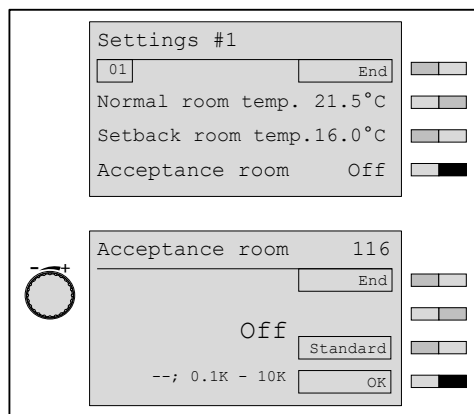 Settings #1
01 End
Normal room temp. 21.5°C
Setback room temp.16.0°C
Acceptance room Off
Acceptance room 116
- +
End
Off
Standard
--; 0.1K - 10K OK